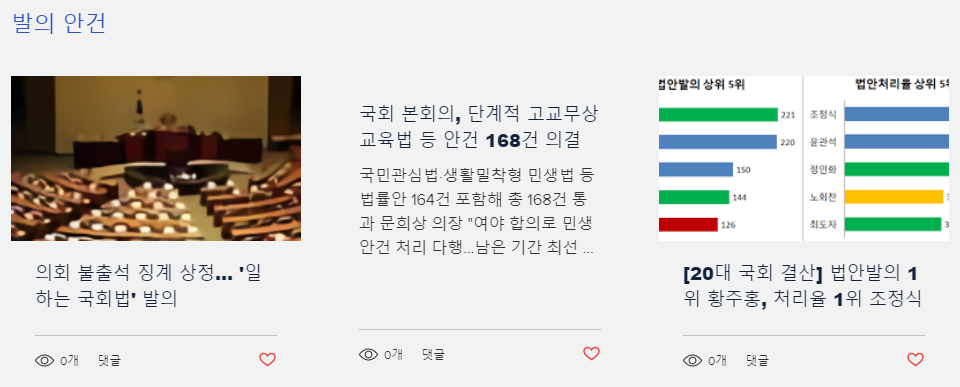 발의 안건
의회 불출석 징계 상정... '일
하는 국회법' 발의
0개 댓글
국회 본회의, 단계적 고교무상
교육법 등 안건 168건 의결
국민관심법·생활밀착형 민생법 등
법률안 164건 포함해 총 168건 통
과 문희상 의장 "여야 합의로 민생
안건 처리 다행...남은 기간 최선 ...
0개 댓글
법안발의 상위 5위
221
220
150
144
126
법안처리율 상위 5위
조정식
윤관석
정인화
노회찬
최도자
[20대 국회 결산] 법안발의 1
위 황주홍, 처리율 1위 조정식
0개 댓글